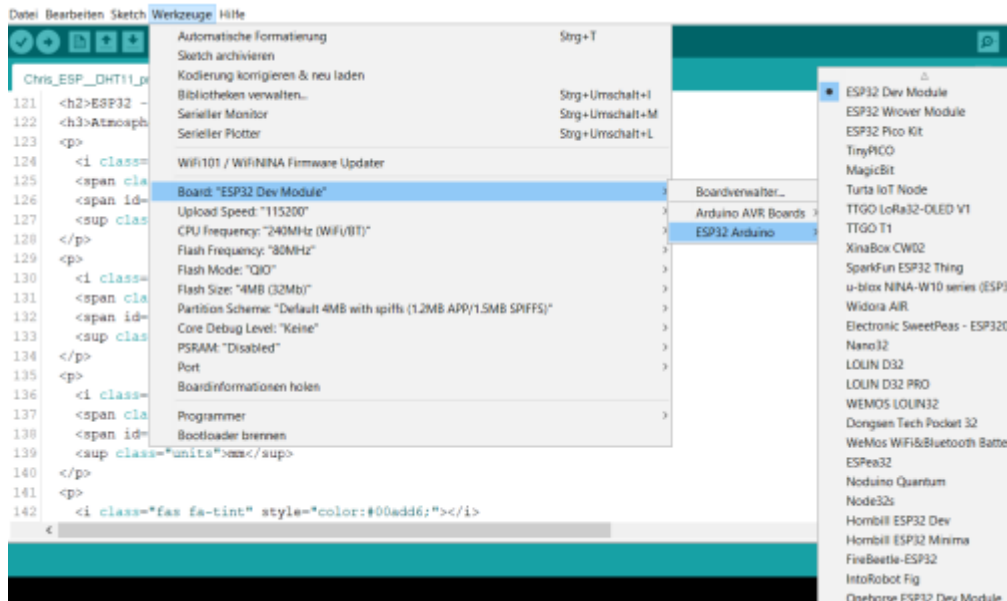 Datei Bearbeiten Sketch Werkzeuge Hilfe
Automatische Formatierung Strg+T
Sketch archivieren
Kodierung korrigieren & neu laden
Bibliotheken verwalten... Strg+Umschalt+I
Serieller Monitor Strg+Umschalt+M
Serieller Plotter Strg+Umschalt+L
WiFi101 / WiFiNINA Firmware Updater
Board: "ESP32 Dev Module"
Upload Speed: "115200"
CPU Frequency: "240MHz (WiFi/BT)"
Flash Frequency: "80MHz"
Flash Mode: "QIO"
Flash Size: "4MB (32Mb)"
Partition Scheme: "Default 4MB with spiffs (1.2MB APP/1.5MB SPIFFS)"
Core Debug Level: "Keine"
PSRAM: "Disabled"
Port
Boardinformationen holen
Programmer
Bootloader brennen
Boardverwalter...
Arduino AVR Boards
ESP32 Arduino
ESP32 Dev Module
ESP32 Wrover Module
ESP32 Pico Kit
TinyPICO
MagicBit
Turta IoT Node
TTGO LoRa32-OLED V1
TTGO T1
XinaBox CW02
SparkFun ESP32 Thing
u-blox NINA-W10 series (ESP3
Widora AIR
Electronic SweetPeas - ESP320
Nano32
LOLIN D32
LOLIN D32 PRO
WEMOS LOLIN32
Dongsen Tech Pocket 32
WeMos WiFi&Bluetooth Batte
ESPea32
Noduino Quantum
Node32s
Hornbill ESP32 Dev
Hornbill ESP32 Minima
FireBeetle-ESP32
IntoRobot Fig
Onehorse ESP32 Dev Module
Chris_ESP__DHT11_pr
121 <h2>ESP32 -
122 <h3>Atmosph
123 <p>
124 <i class=
125 <span cla
126 <span id=
127 <sup clas
128 </p>
129 <p>
130 <i class=
131 <span cla
132 <span id=
133 <sup clas
134 </p>
135 <p>
136 <i class=
137 <span cla
138 <span id=
139 <sup class="units">mm</sup>
140 </p>
141 <p>
142 <i class="fas fa-tint" style="color:#00add6;"></i>